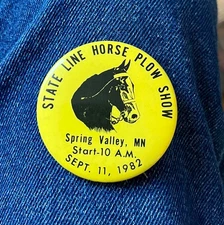 STATE LINE HORSE PLOW SHOW
Spring Valley, MN
Start-10 A.M.
SEPT. 11, 1982